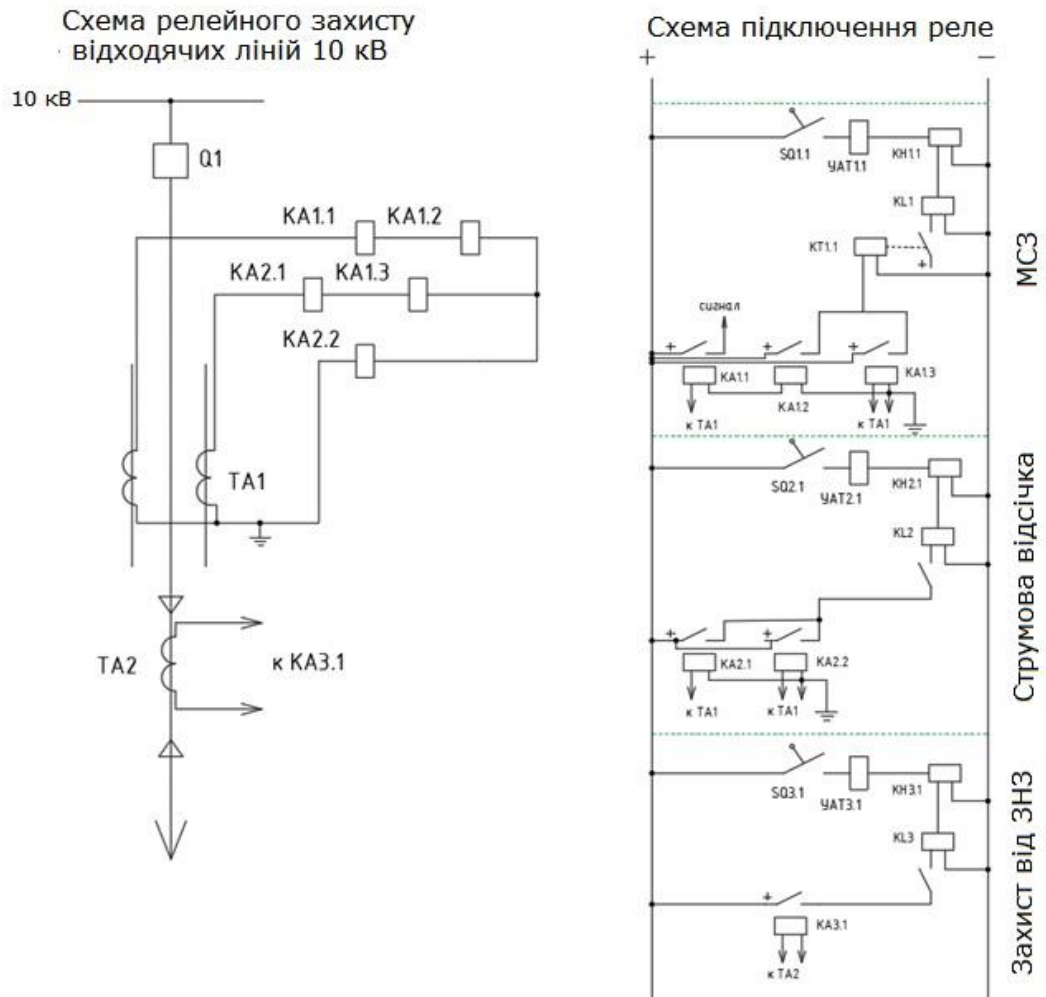 Схема релейного захисту
відходячих ліній 10 кВ
10 кВ
Q1
KA1.1
KA1.2
KA2.1
KA1.3
KA2.2
TA1
TA2
к KA3.1
Схема підключення реле
+
−
SQ1.1
УАТ1.1
KH1.1
KL1
KT1.1
+
сигнал
+
+
+
KA1.1
KA1.2
KA1.3
к TA1
к TA1
МСЗ
SQ2.1
УАТ2.1
KH2.1
KL2
+
+
KA2.1
KA2.2
к TA1
к TA1
Струмова відсічка
SQ3.1
УАТ3.1
KH3.1
KL3
+
KA3.1
к TA2
Захист від ЗНЗ